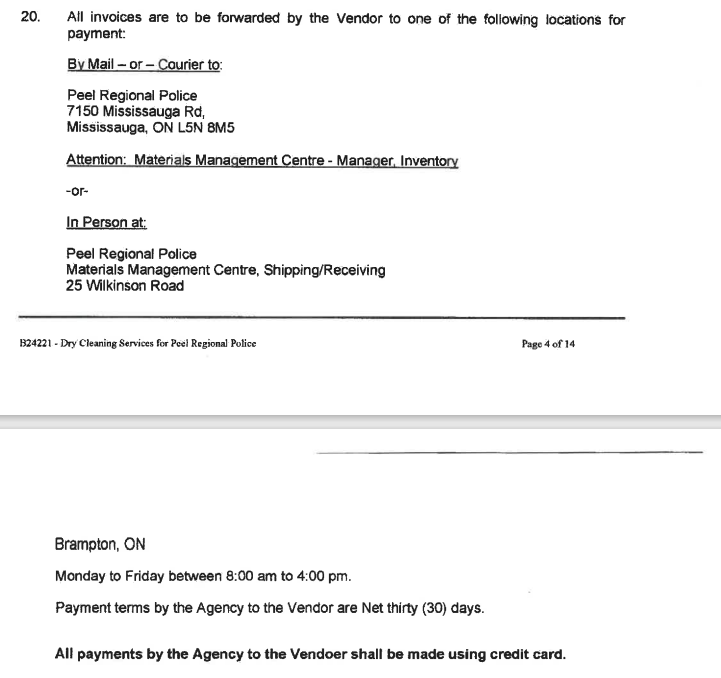 20. All invoices are to be forwarded by the Vendor to one of the following locations for
payment:
By Mail – or – Courier to:
Peel Regional Police
7150 Mississauga Rd,
Mississauga, ON L5N 8M5
Attention: Materials Management Centre - Manager, Inventory
-or-
In Person at:
Peel Regional Police
Materials Management Centre, Shipping/Receiving
25 Wilkinson Road
B24221 - Dry Cleaning Services for Peel Regional Police Page 4 of 14
Brampton, ON
Monday to Friday between 8:00 am to 4:00 pm.
Payment terms by the Agency to the Vendor are Net thirty (30) days.
All payments by the Agency to the Vendoer shall be made using credit card.